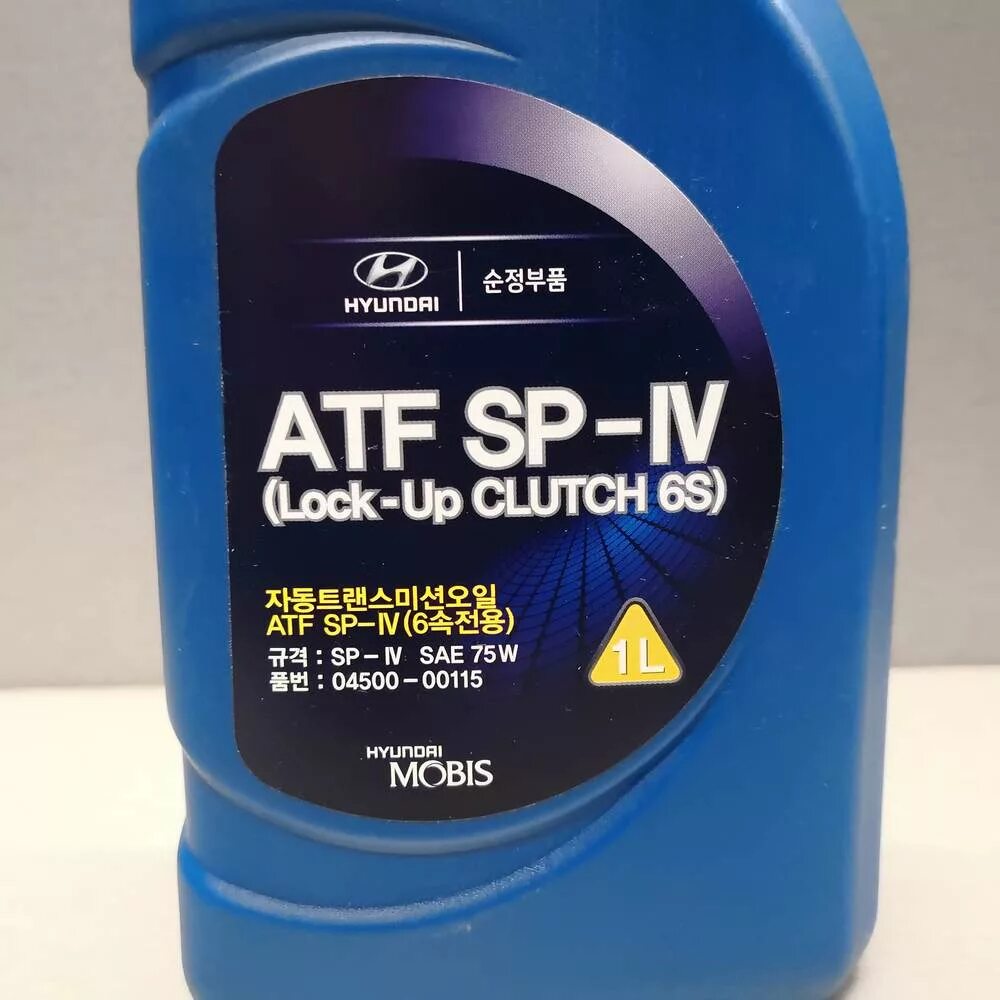 HYUNDAI
순정부품
ATF SP-IV
(Lock-Up CLUTCH 6S)
자동트랜스미션오일
ATF SP-IV(6속전용)
규격 : SP-IV SAE 75W
품번 : 04500-00115
1L
HYUNDAI
MOBIS